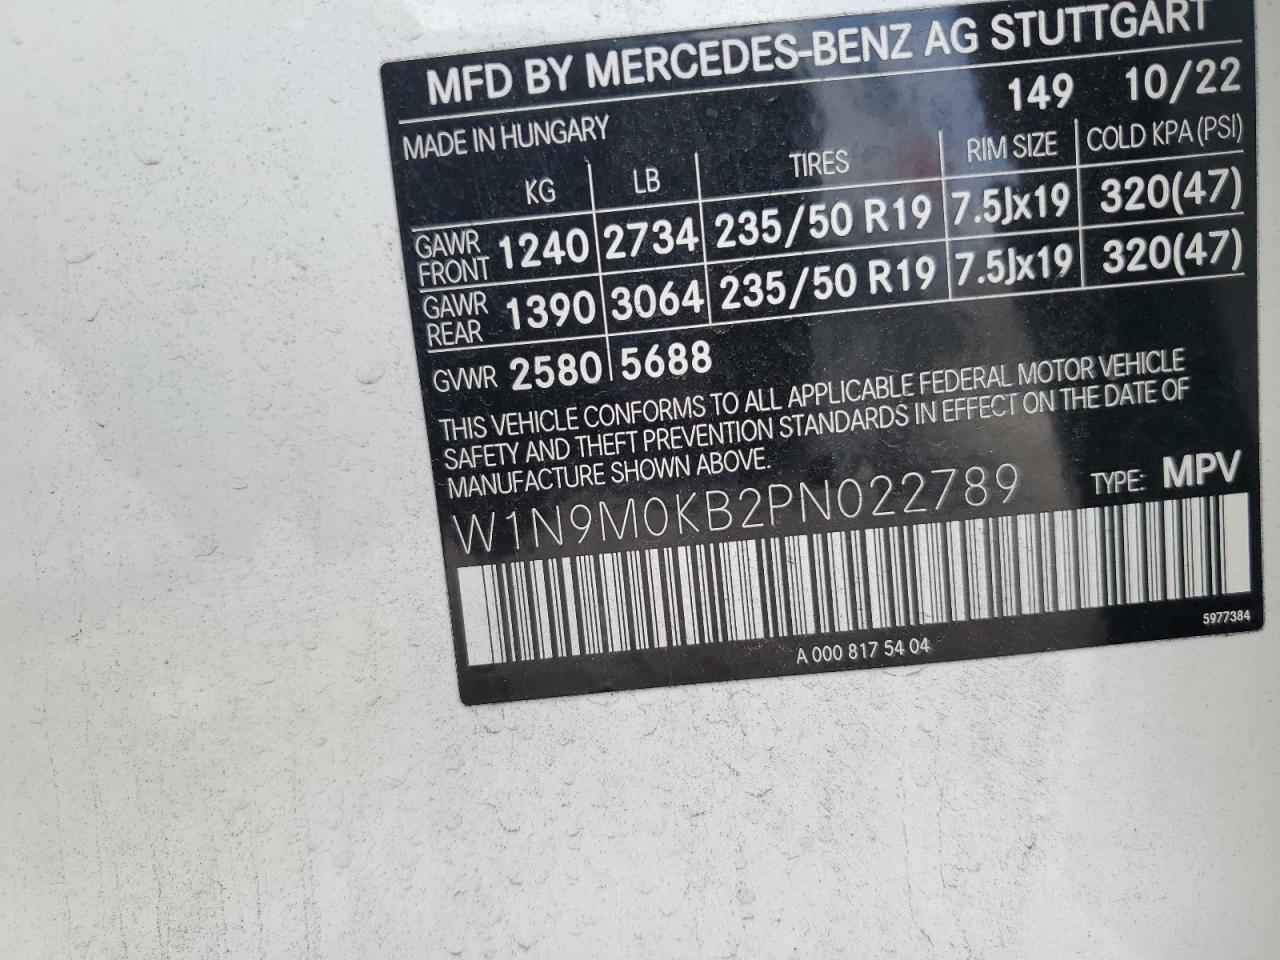 MFD BY MERCEDES-BENZ AG STUTTGART
149 10/22
MADE IN HUNGARY
KG LB TIRES RIM SIZE COLD KPA (PSI)
GAWR FRONT 1240 2734 235/50 R19 7.5Jx19 320(47)
GAWR REAR 1390 3064 235/50 R19 7.5Jx19 320(47)
GVWR 2580 5688
THIS VEHICLE CONFORMS TO ALL APPLICABLE FEDERAL MOTOR VEHICLE
SAFETY AND THEFT PREVENTION STANDARDS IN EFFECT ON THE DATE OF
MANUFACTURE SHOWN ABOVE.
W1N9M0KB2PN022789 TYPE: MPV
5977384
A 000 817 54 04